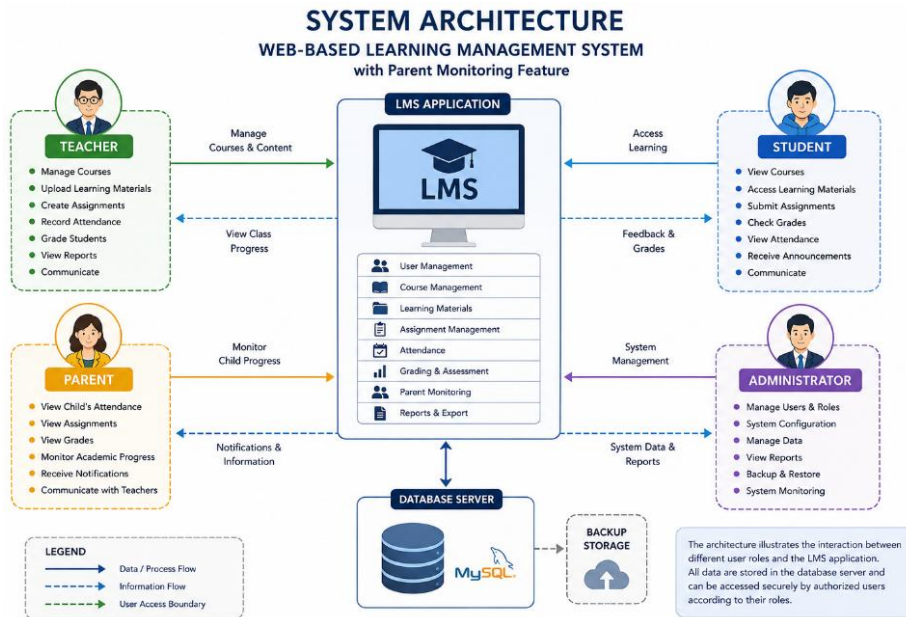 SYSTEM ARCHITECTURE
WEB-BASED LEARNING MANAGEMENT SYSTEM
with Parent Monitoring Feature
TEACHER
Manage Courses
Upload Learning Materials
Create Assignments
Record Attendance
Grade Students
View Reports
Communicate
Manage
Courses & Content
View Class
Progress
LMS APPLICATION
LMS
User Management
Course Management
Learning Materials
Assignment Management
Attendance
Grading & Assessment
Parent Monitoring
Reports & Export
Access
Learning
Feedback &
Grades
STUDENT
View Courses
Access Learning Materials
Submit Assignments
Check Grades
View Attendance
Receive Announcements
Communicate
PARENT
View Child's Attendance
View Assignments
View Grades
Monitor Academic Progress
Receive Notifications
Communicate with Teachers
Monitor
Child Progress
Notifications &
Information
System
Management
System Data &
Reports
ADMINISTRATOR
Manage Users & Roles
System Configuration
Manage Data
View Reports
Backup & Restore
System Monitoring
DATABASE SERVER
MySQL
BACKUP
STORAGE
LEGEND
Data / Process Flow
Information Flow
User Access Boundary
The architecture illustrates the interaction between
different user roles and the LMS application.
All data are stored in the database server and
can be accessed securely by authorized users
according to their roles.